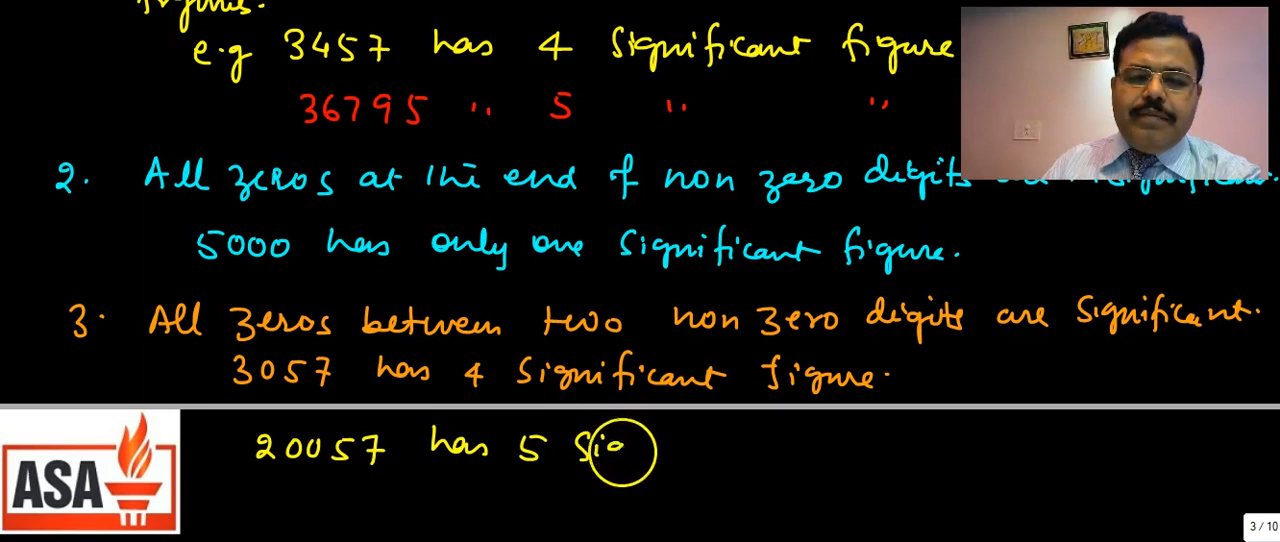 e.g 3457 has 4 Significant figure
36795 " 5 " "
2. All zeros at the end of non zero digits
5000 has only one Significant figure.
3. All zeros between two non zero digits are Significant.
3057 has 4 Significant figure.
20057 has 5 Sig
ASA
3 / 10